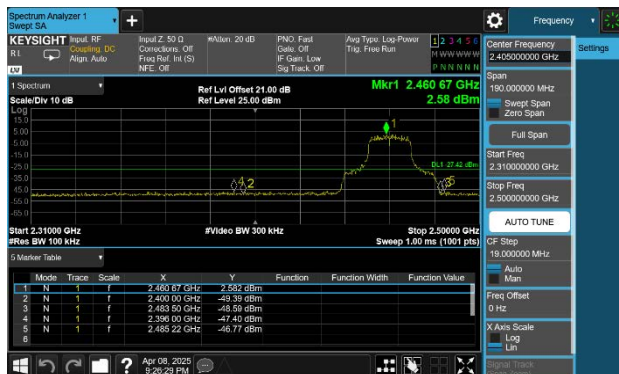 Spectrum Analyzer 1
Swept SA
Frequency
KEYSIGHT Input: RF
RL
Coupling: DC
Align: Auto
Input Z: 50 Ω
Corrections: Off
Freq Ref: Int (S)
NFE: Off
#Atten: 20 dB
PNO: Fast
Gate: Off
IF Gain: Low
Sig Track: Off
Avg Type: Log-Power
Trig: Free Run
1 2 3 4 5 6
M W W W W W
P N N N N N
1 Spectrum
Scale/Div 10 dB
Ref Lvl Offset 21.00 dB
Ref Level 25.00 dBm
Mkr1 2.460 67 GHz
2.58 dBm
Log
15.0
5.00
-5.00
-15.0
-25.0
-35.0
-45.0
-55.0
-65.0
DL1 -27.42 dBm
Start 2.31000 GHz
#Res BW 100 kHz
#Video BW 300 kHz
Stop 2.50000 GHz
Sweep 1.00 ms (1001 pts)
5 Marker Table
Mode Trace Scale X Y Function Function Width Function Value
1 N 1 f 2.460 67 GHz 2.582 dBm
2 N 1 f 2.400 00 GHz -49.39 dBm
3 N 1 f 2.483 50 GHz -48.59 dBm
4 N 1 f 2.396 00 GHz -47.40 dBm
5 N 1 f 2.485 22 GHz -46.77 dBm
6
Apr 08, 2025
9:26:29 PM
Center Frequency
2.405000000 GHz
Settings
Span
190.000000 MHz
Swept Span
Zero Span
Full Span
Start Freq
2.310000000 GHz
Stop Freq
2.500000000 GHz
AUTO TUNE
CF Step
19.000000 MHz
Auto
Man
Freq Offset
0 Hz
X Axis Scale
Log
Lin
Signal Track